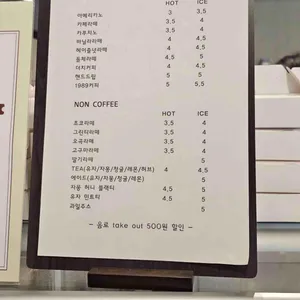 HOT ICE
아메리카노 3 3,5
카페라떼 3,5 4
카푸치노 3,5 4
바닐라라떼 4 4,5
헤이즐넛라떼 4 4,5
돌체라떼 4 4,5
더치커피 4 4,5
핸드드립 5 5
1989커피 5 5,5
NON COFFEE HOT ICE
초코라떼 3,5 4
그린티라떼 3,5 4
오곡라떼 3,5 4
고구마라떼 3,5 4
딸기라떼 5
TEA(유자/자몽/청귤/레몬/허브) 4 4,5
에이드(유자/자몽/청귤/레몬) 5
자몽 허니 블랙티 4,5 5
유자 민트티 4,5 5
과일주스 5
- 음료 take out 500원 할인 -